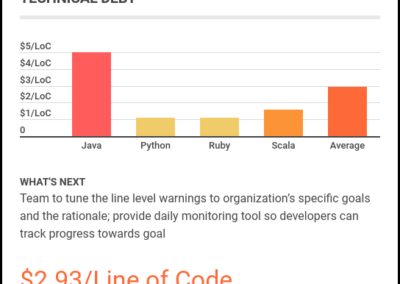 TECHNICAL DEBT
$5/LoC
$4/LoC
$3/LoC
$2/LoC
$1/LoC
0
Java Python Ruby Scala Average
WHAT'S NEXT
Team to tune the line level warnings to organization's specific goals
and the rationale; provide daily monitoring tool so developers can
track progress towards goal
$2.93/Line of Code